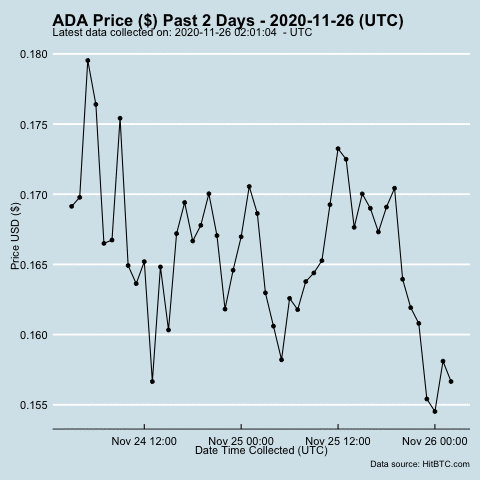 ADA Price ($) Past 2 Days - 2020-11-26 (UTC)
Latest data collected on: 2020-11-26 02:01:04  - UTC
0.180
0.175
0.170
0.165
0.160
0.155
Price USD ($)
Nov 24 12:00 Nov 25 00:00 Nov 25 12:00 Nov 26 00:00
Date Time Collected (UTC)
Data source: HitBTC.com